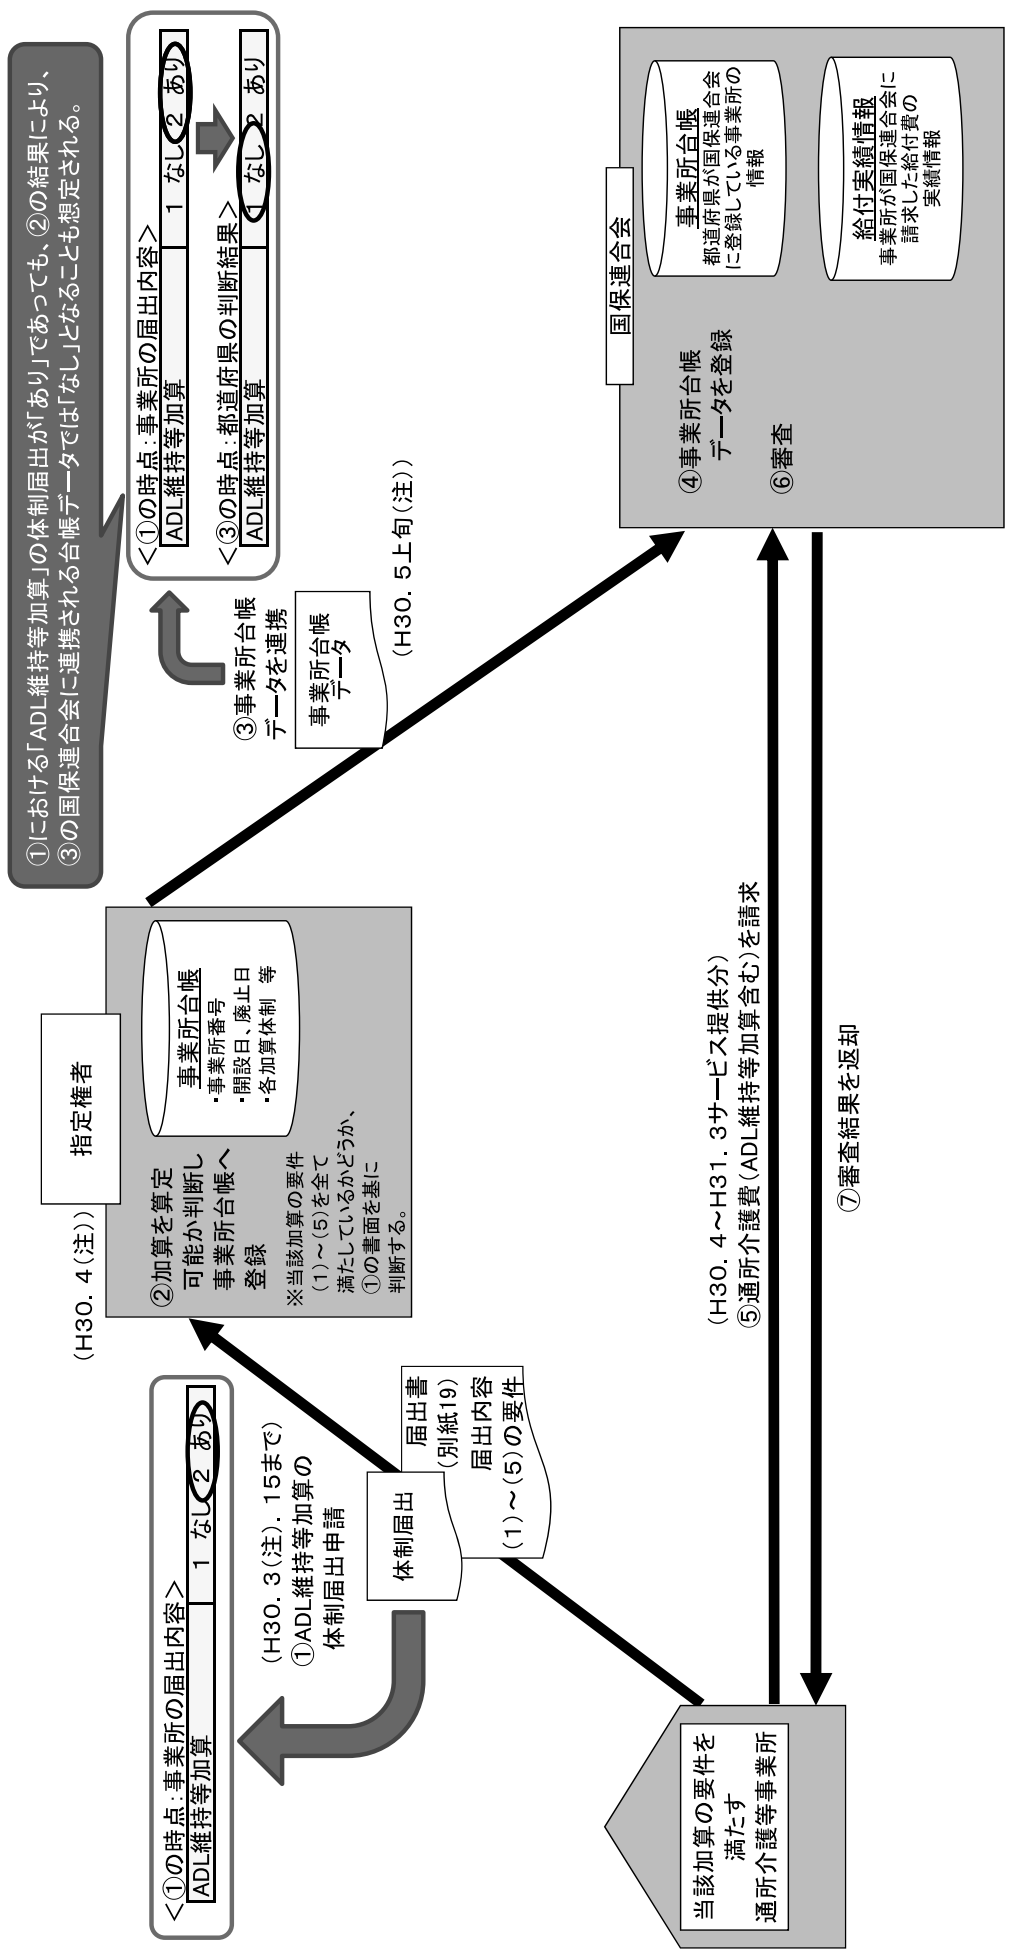 ①における「ADL維持等加算」の体制届出が「あり」であっても、②の結果により、
③の国保連合会に連携される台帳データでは「なし」となることも想定される。
＜①の時点：事業所の届出内容＞
ADL維持等加算　１　なし　２　あり
（H30．3（注）．15まで）
①ADL維持等加算の
体制届出申請
体制届出
届出書
（別紙19）
届出内容
（1）～（5）の要件
当該加算の要件を
満たす
通所介護等事業所
（H30．4（注））
指定権者
②加算を算定
可能か判断し
事業所台帳へ
登録
※当該加算の要件
（1）～（5）を全て
満たしているかどうか、
①の書面を基に
判断する。
事業所台帳
・事業所番号
・開設日、廃止日
・各加算体制　等
＜①の時点：事業所の届出内容＞
ADL維持等加算　１　なし　２　あり
＜③の時点：都道府県の判断結果＞
ADL維持等加算　１　なし　２　あり
③事業所台帳
データを連携
事業所台帳
データ
（H30．5上旬（注））
国保連合会
④事業所台帳
データを登録
⑥審査
事業所台帳
都道府県が国保連合会
に登録している事業所の
情報
給付実績情報
事業所が国保連合会に
請求した給付費の
実績情報
（H30．4～H31．3サービス提供分）
⑤通所介護費（ADL維持等加算含む）を請求
⑦審査結果を返却